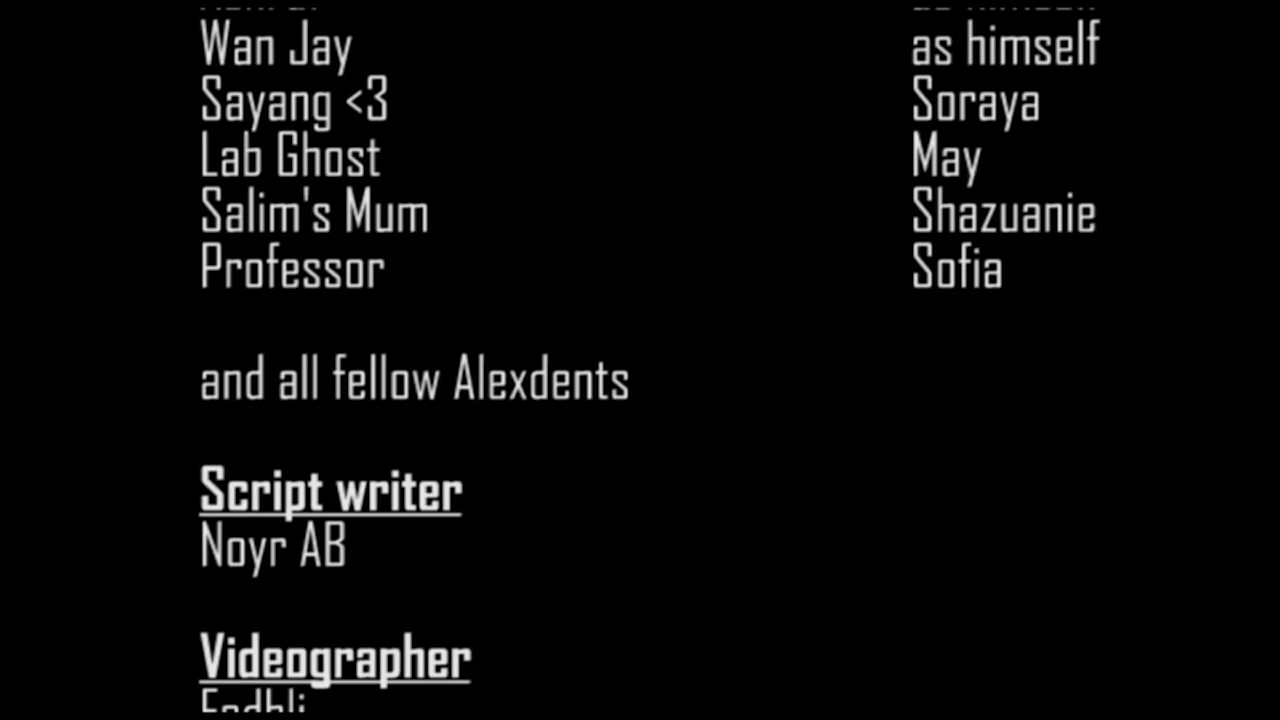 Wan Jay as himself
Sayang <3 Soraya
Lab Ghost May
Salim's Mum Shazuanie
Professor Sofia
and all fellow Alexdents
Script writer
Noyr AB
Videographer